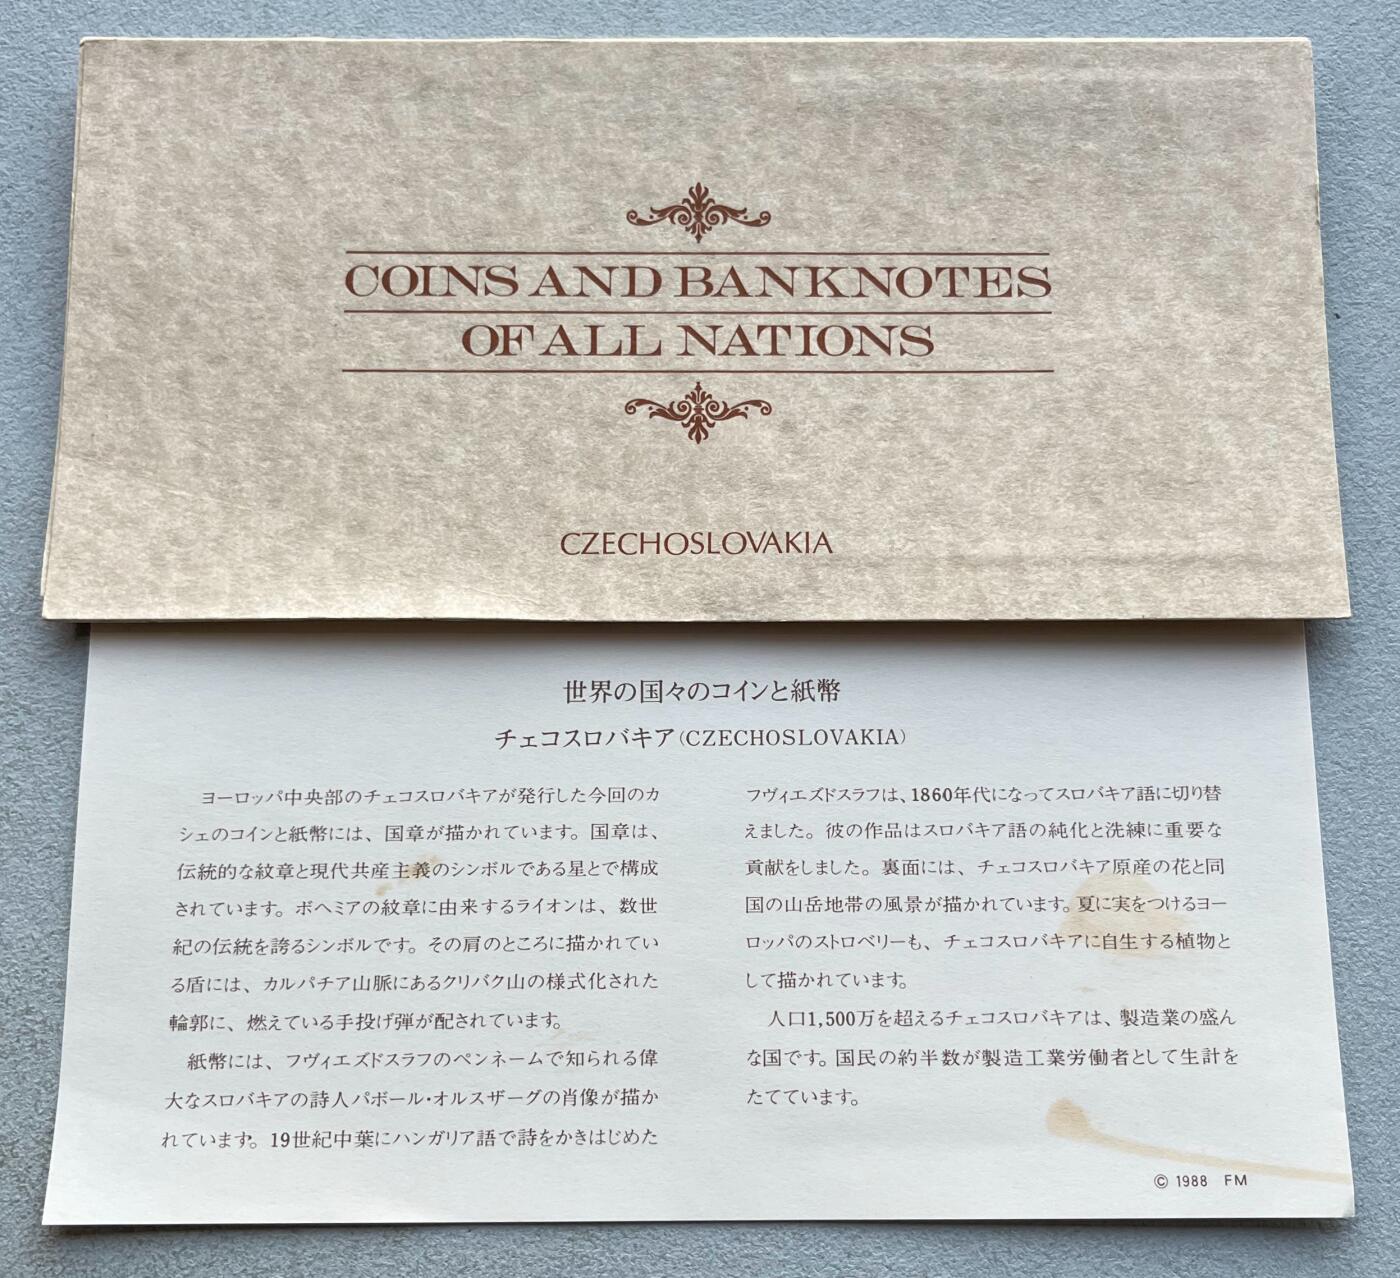 COINS AND BANKNOTES
OF ALL NATIONS
CZECHOSLOVAKIA
世界の国々のコインと紙幣
チェコスロバキア(CZECHOSLOVAKIA)
ヨーロッパ中央部のチェコスロバキアが発行した今回のカ
シェのコインと紙幣には、国章が描かれています。国章は、
伝統的な紋章と現代共産主義のシンボルである星とで構成
されています。ボヘミアの紋章に由来するライオンは、数世
紀の伝統を誇るシンボルです。その肩のところに描かれてい
る盾には、カルパチア山脈にあるクリバク山の様式化された
輪郭に、燃えている手投げ弾が配されています。
紙幣には、フヴィエズドスラフのペンネームで知られる偉
大なスロバキアの詩人パボール・オルスザーグの肖像が描か
れています。19世紀中葉にハンガリア語で詩をかきはじめた
フヴィエズドスラフは、1860年代になってスロバキア語に切り替
えました。彼の作品はスロバキア語の純化と洗練に重要な
貢献をしました。裏面には、チェコスロバキア原産の花と同
国の山岳地帯の風景が描かれています。夏に実をつけるヨー
ロッパのストロベリーも、チェコスロバキアに自生する植物と
して描かれています。
人口1,500万を超えるチェコスロバキアは、製造業の盛ん
な国です。国民の約半数が製造工業労働者として生計を
たてています。
© 1988 FM